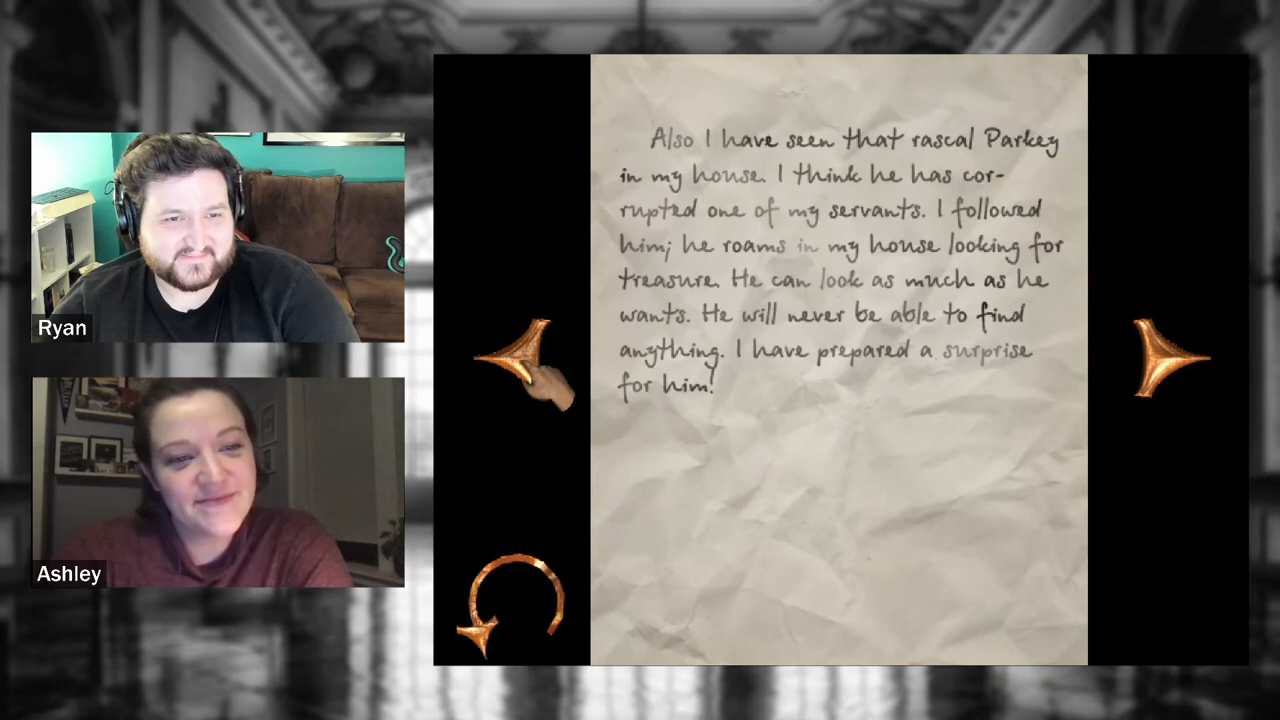 Ryan
Ashley
Also I have seen that rascal Parkey
in my house. I think he has cor-
rupted one of my servants. I followed
him; he roams in my house looking for
treasure. He can look as much as he
wants. He will never be able to find
anything. I have prepared a surprise
for him!